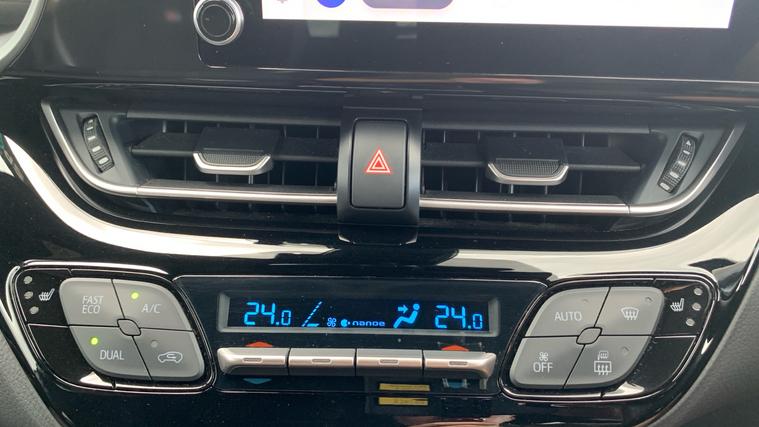 FAST
ECO
A/C
DUAL
24.0
nanoe
24.0
AUTO
OFF